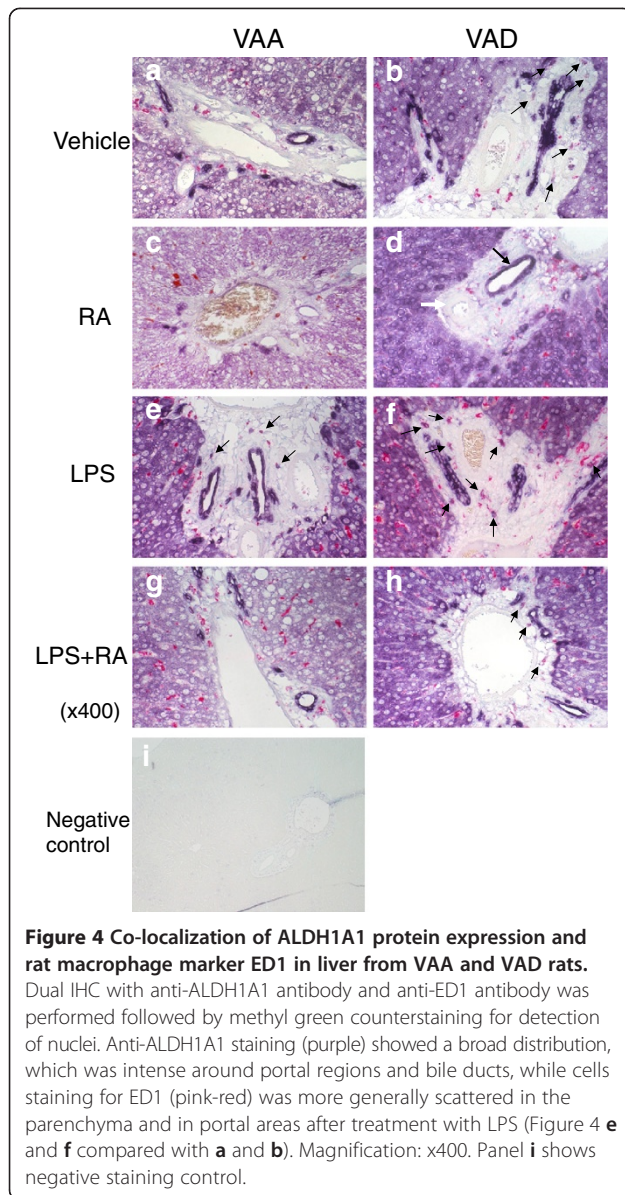 VAA VAD
a b
Vehicle
c d
RA
e f
LPS
g h
LPS+RA
(x400)
i
Negative
control
Figure 4 Co-localization of ALDH1A1 protein expression and
rat macrophage marker ED1 in liver from VAA and VAD rats.
Dual IHC with anti-ALDH1A1 antibody and anti-ED1 antibody was
performed followed by methyl green counterstaining for detection
of nuclei. Anti-ALDH1A1 staining (purple) showed a broad distribution,
which was intense around portal regions and bile ducts, while cells
staining for ED1 (pink-red) was more generally scattered in the
parenchyma and in portal areas after treatment with LPS (Figure 4 e
and f compared with a and b). Magnification: x400. Panel i shows
negative staining control.